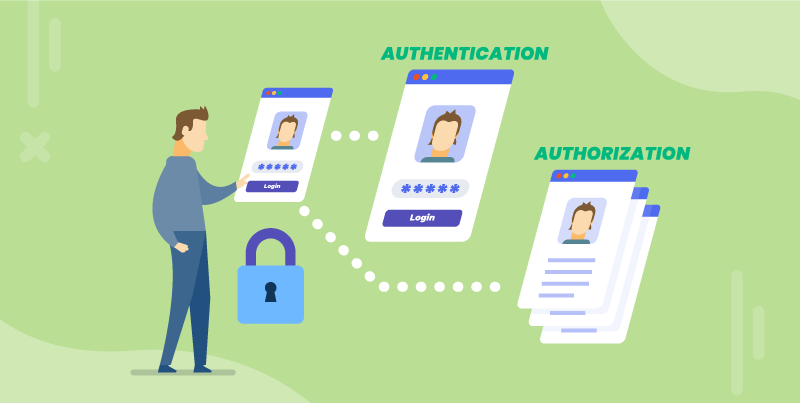 AUTHENTICATION
AUTHORIZATION
*****
Login
*****
Login